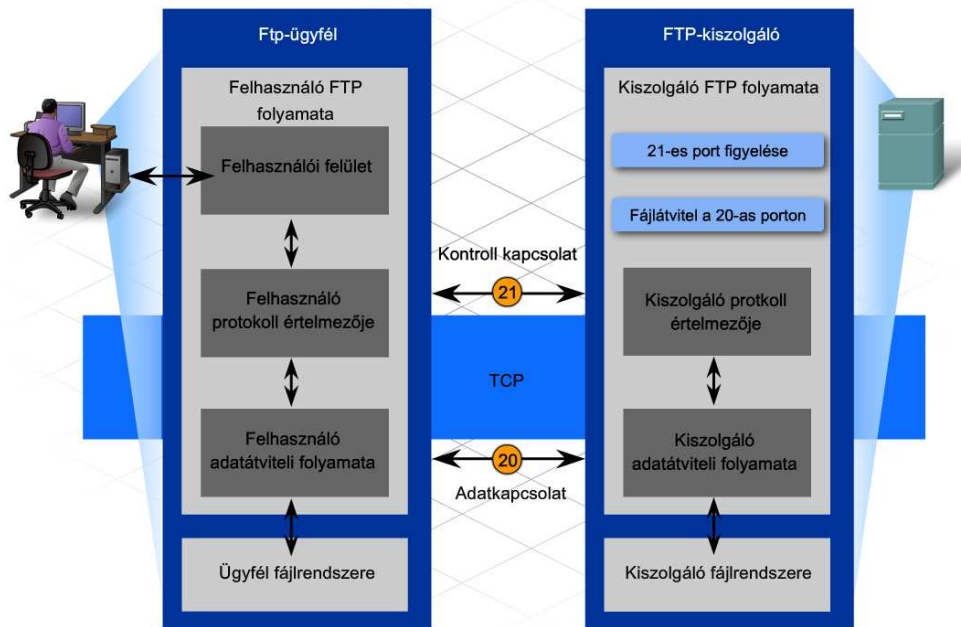 Ftp-ügyfél
Felhasználó FTP
folyamata
Felhasználói felület
Felhasználó
protokoll értelmezője
Felhasználó
adatátviteli folyamata
Ügyfél fájlrendszere
Kontroll kapcsolat
21
TCP
20
Adatkapcsolat
FTP-kiszolgáló
Kiszolgáló FTP folyamata
21-es port figyelése
Fájlátvitel a 20-as porton
Kiszolgáló protkoll
értelmezője
Kiszolgáló
adatátviteli folyamata
Kiszolgáló fájlrendszere